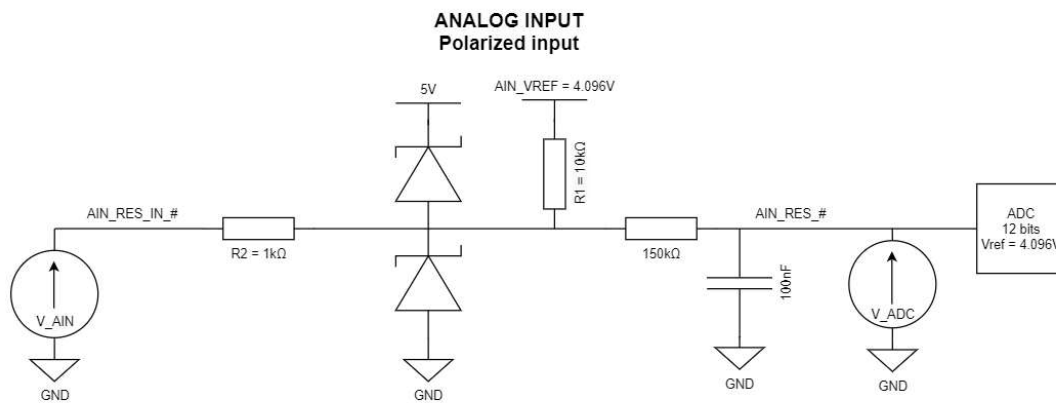 ANALOG INPUT
Polarized input
5V
AIN_VREF = 4.096V
R1 = 10kΩ
AIN_RES_IN_#
AIN_RES_#
ADC
12 bits
Vref = 4.096V
R2 = 1kΩ
150kΩ
100nF
V_AIN
V_ADC
GND
GND
GND
GND